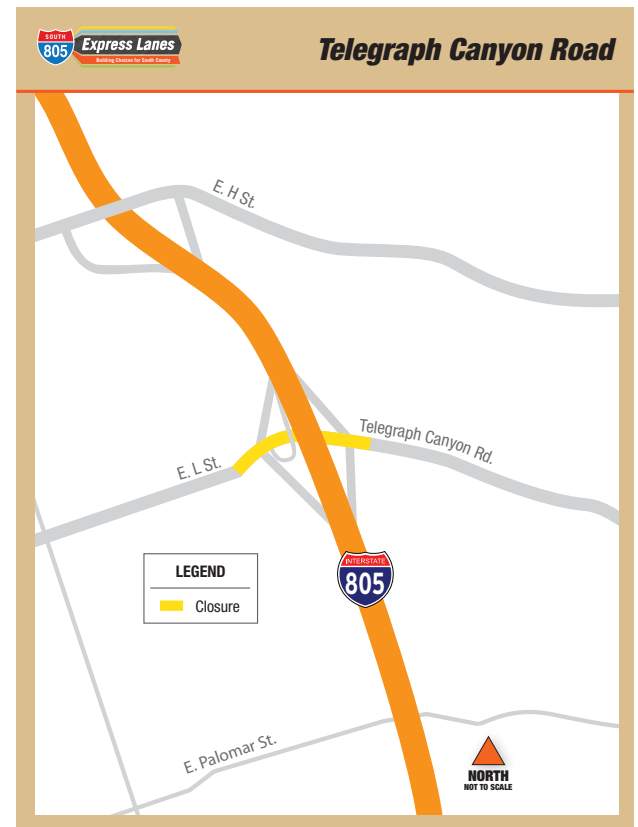 SOUTH
805
Express Lanes
Building Choices for South County
Telegraph Canyon Road
E. H St.
Telegraph Canyon Rd.
E. L St.
INTERSTATE
805
LEGEND
Closure
E. Palomar St.
NORTH
NOT TO SCALE